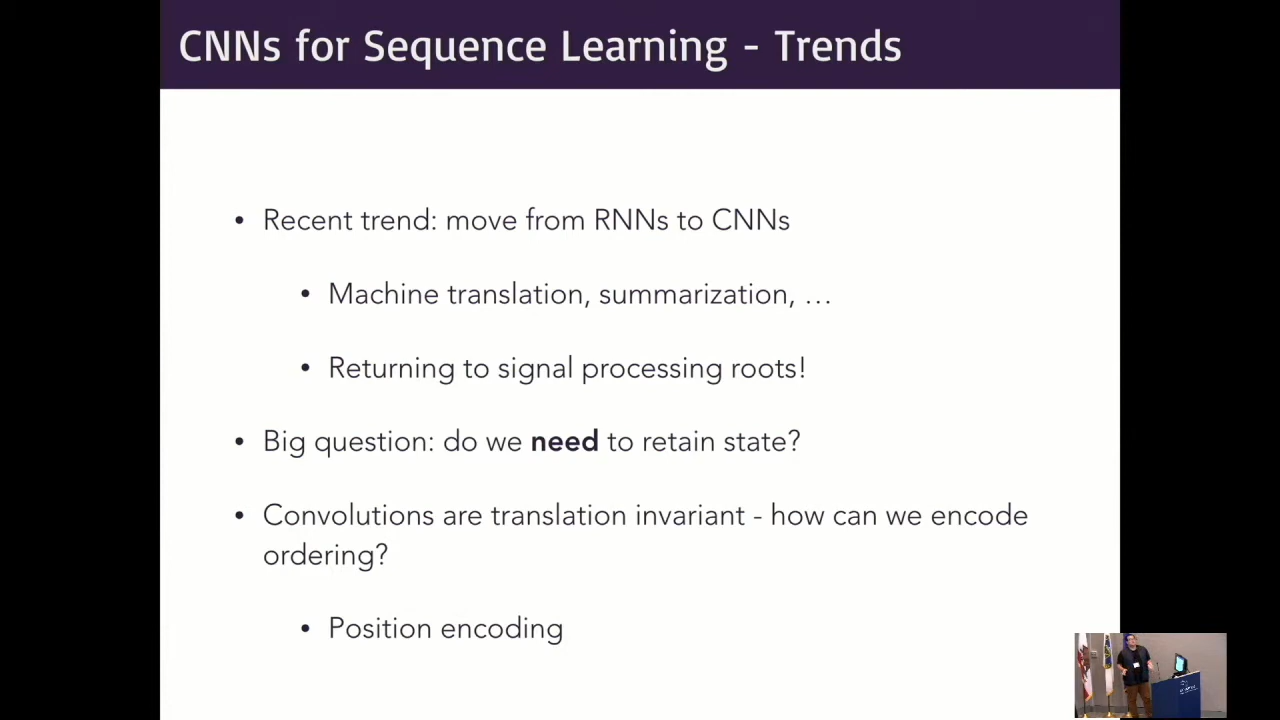 CNNs for Sequence Learning - Trends
• Recent trend: move from RNNs to CNNs
• Machine translation, summarization, …
• Returning to signal processing roots!
• Big question: do we need to retain state?
• Convolutions are translation invariant - how can we encode
ordering?
• Position encoding